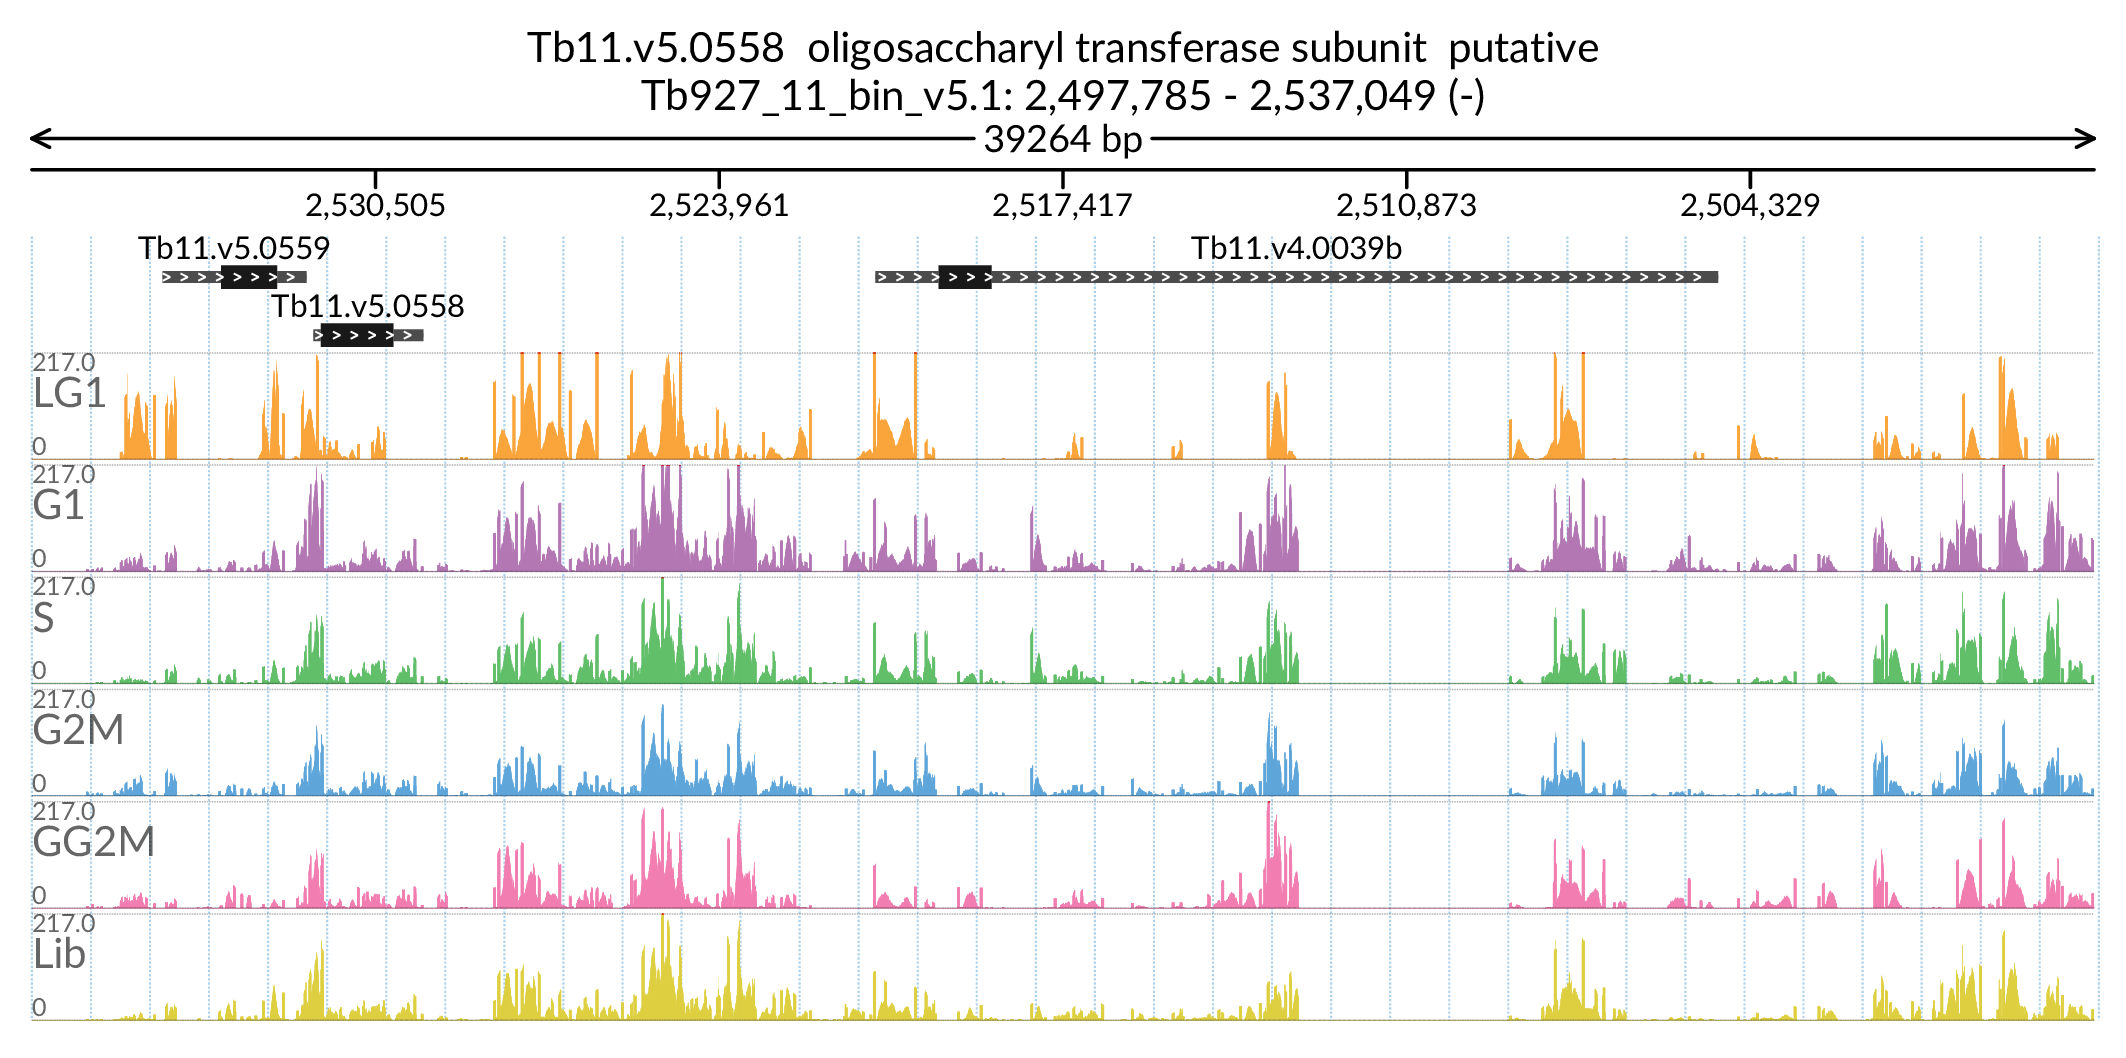 Tb11.v5.0558 oligosaccharyl transferase subunit putative
Tb927_11_bin_v5.1: 2,497,785 - 2,537,049 (-)
39264 bp
2,530,505 2,523,961 2,517,417 2,510,873 2,504,329
Tb11.v5.0559 Tb11.v4.0039b
Tb11.v5.0558
217.0
LG1
0
217.0
G1
0
217.0
S
0
217.0
G2M
0
217.0
GG2M
0
217.0
Lib
0